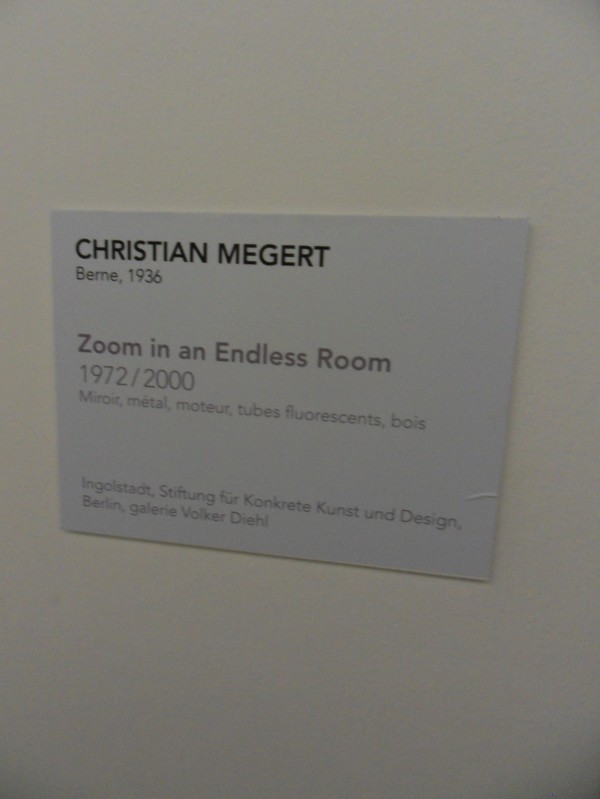 CHRISTIAN MEGERT
Berne, 1936
Zoom in an Endless Room
1972/2000
Miroir, métal, moteur, tubes fluorescents, bois
Ingolstadt, Stiftung für Konkrete Kunst und Design,
Berlin, galerie Volker Diehl